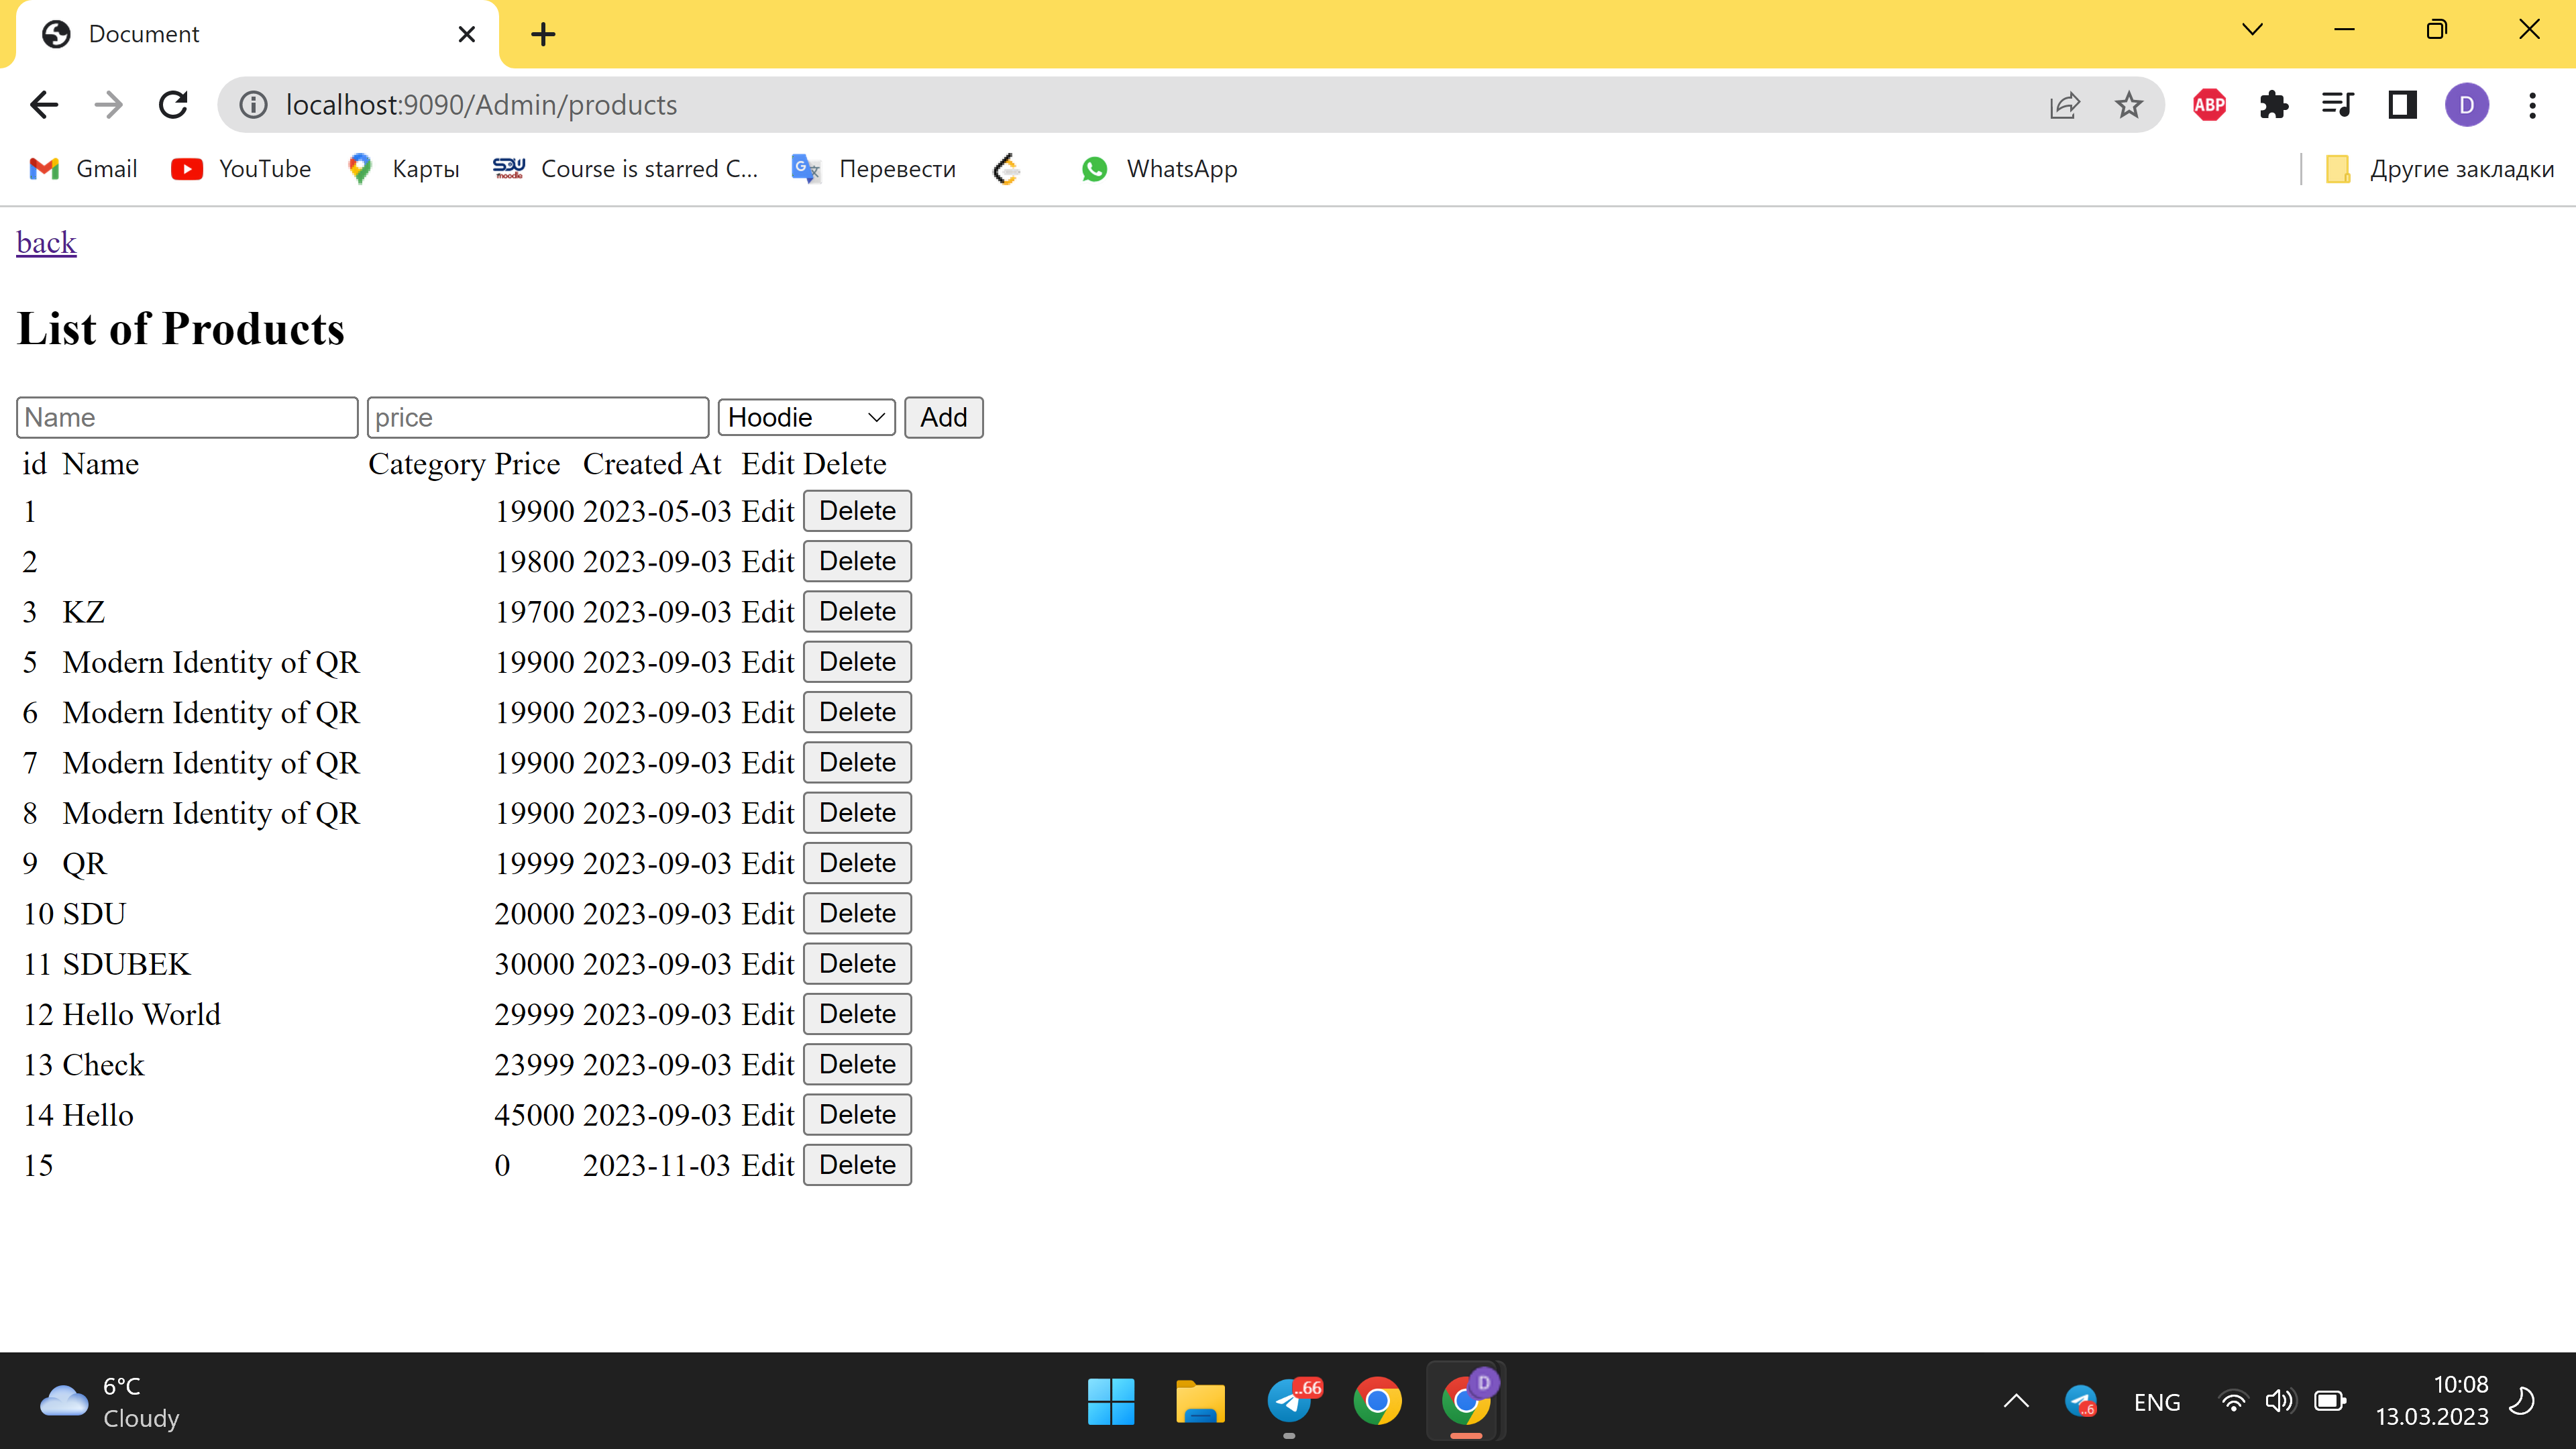 Document
localhost:9090/Admin/products
ABP
D
Gmail YouTube Карты SDU moodle Course is starred C... Перевести WhatsApp Другие закладки
back
List of Products
Name price Hoodie Add
id Name Category Price Created At Edit Delete
1 19900 2023-05-03 Edit Delete
2 19800 2023-09-03 Edit Delete
3 KZ 19700 2023-09-03 Edit Delete
5 Modern Identity of QR 19900 2023-09-03 Edit Delete
6 Modern Identity of QR 19900 2023-09-03 Edit Delete
7 Modern Identity of QR 19900 2023-09-03 Edit Delete
8 Modern Identity of QR 19900 2023-09-03 Edit Delete
9 QR 19999 2023-09-03 Edit Delete
10 SDU 20000 2023-09-03 Edit Delete
11 SDUBEK 30000 2023-09-03 Edit Delete
12 Hello World 29999 2023-09-03 Edit Delete
13 Check 23999 2023-09-03 Edit Delete
14 Hello 45000 2023-09-03 Edit Delete
15 0 2023-11-03 Edit Delete
6°C
Cloudy
..66
D
..6
ENG
10:08
13.03.2023